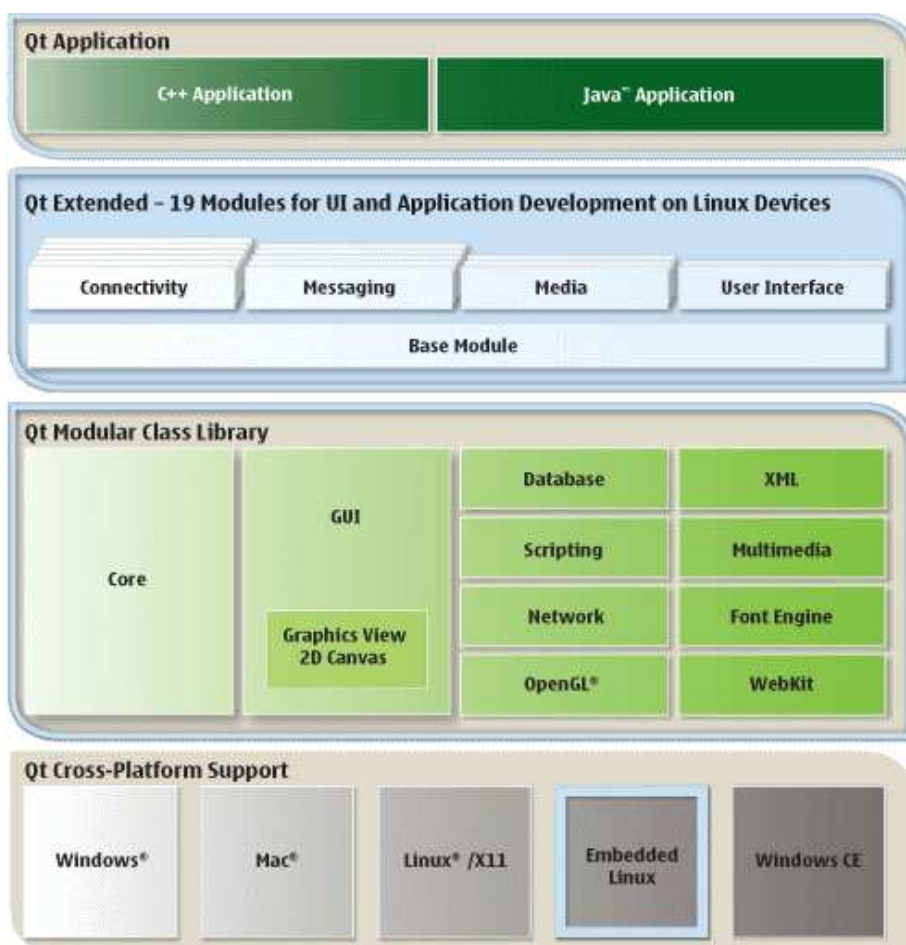 Qt Application
C++ Application
Java™ Application
Qt Extended – 19 Modules for UI and Application Development on Linux Devices
Connectivity
Messaging
Media
User Interface
Base Module
Qt Modular Class Library
Core
GUI
Graphics View
2D Canvas
Database
XML
Scripting
Multimedia
Network
Font Engine
OpenGL®
WebKit
Qt Cross-Platform Support
Windows®
Mac®
Linux® /X11
Embedded
Linux
Windows CE